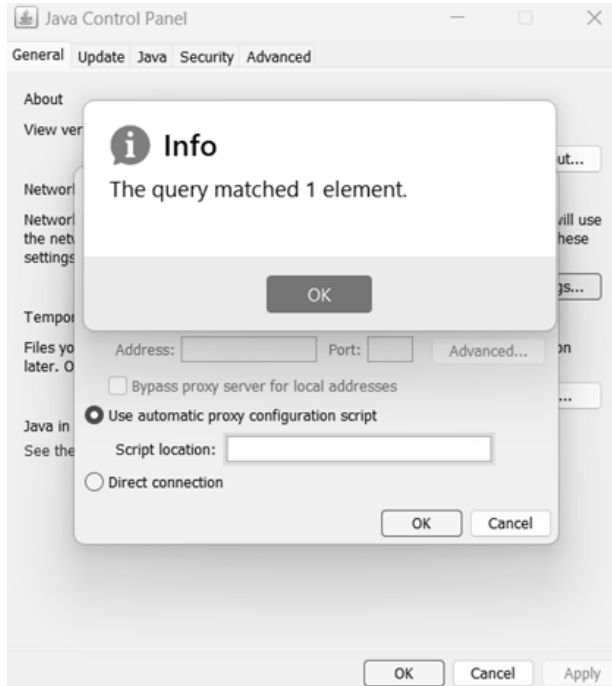 Java Control Panel
General Update Java Security Advanced
About
View ver
ut...
Info
The query matched 1 element.
OK
Networ
Networ
will use
the netw
hese
settings
gs...
Tempor
Files yo
on
later. O
...
Address: Port: Advanced...
Bypass proxy server for local addresses
Use automatic proxy configuration script
Java in
Script location:
See the
Direct connection
OK Cancel
OK Cancel Apply